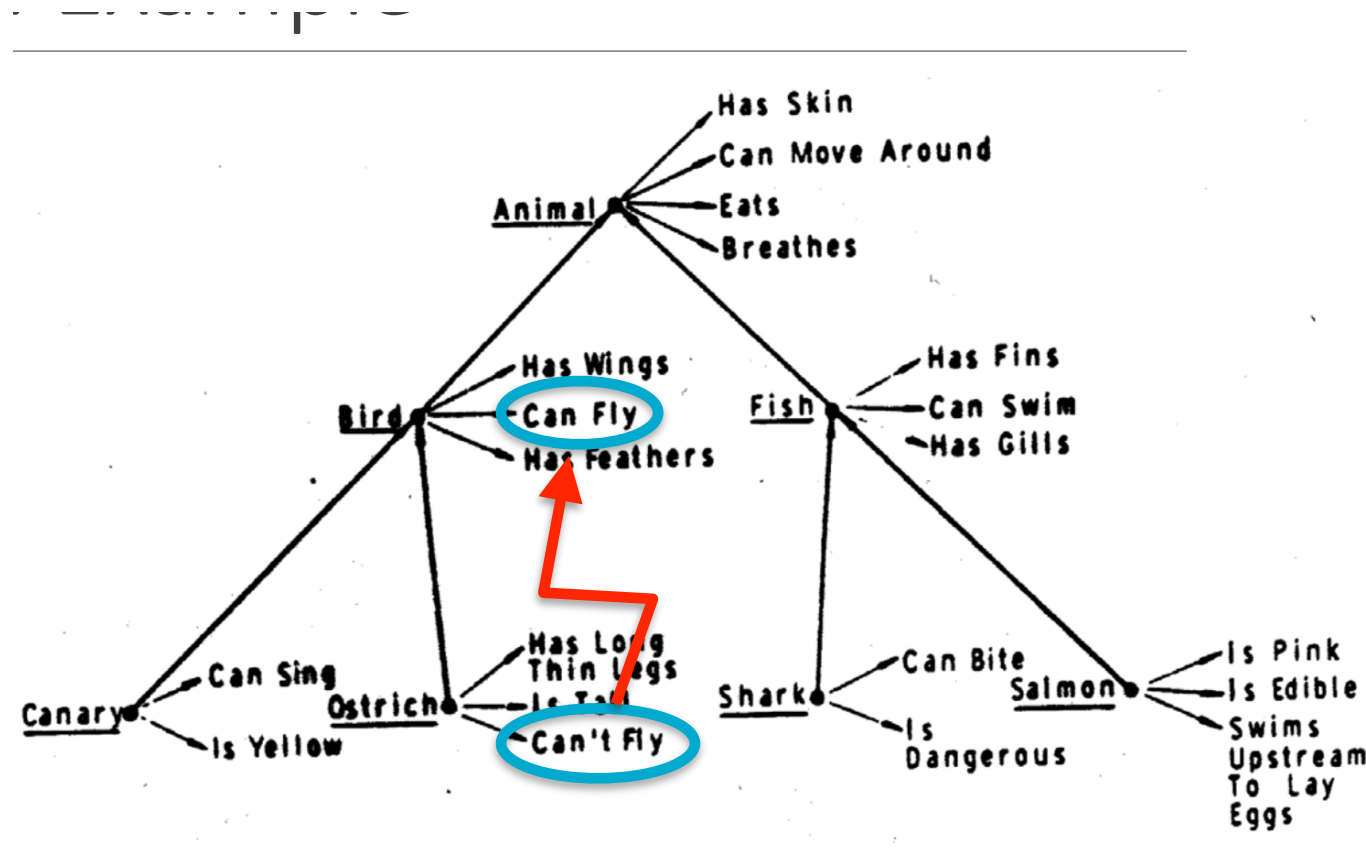 Has Skin
Can Move Around
Animal
Eats
Breathes
Has Wings
Bird
Can Fly
Has Feathers
Has Fins
Fish
Can Swim
Has Gills
Canary
Can Sing
Is Yellow
Ostrich
Has Long
Thin Legs
Is Tall
Can't Fly
Shark
Can Bite
Is
Dangerous
Salmon
Is Pink
Is Edible
Swims
Upstream
To Lay
Eggs